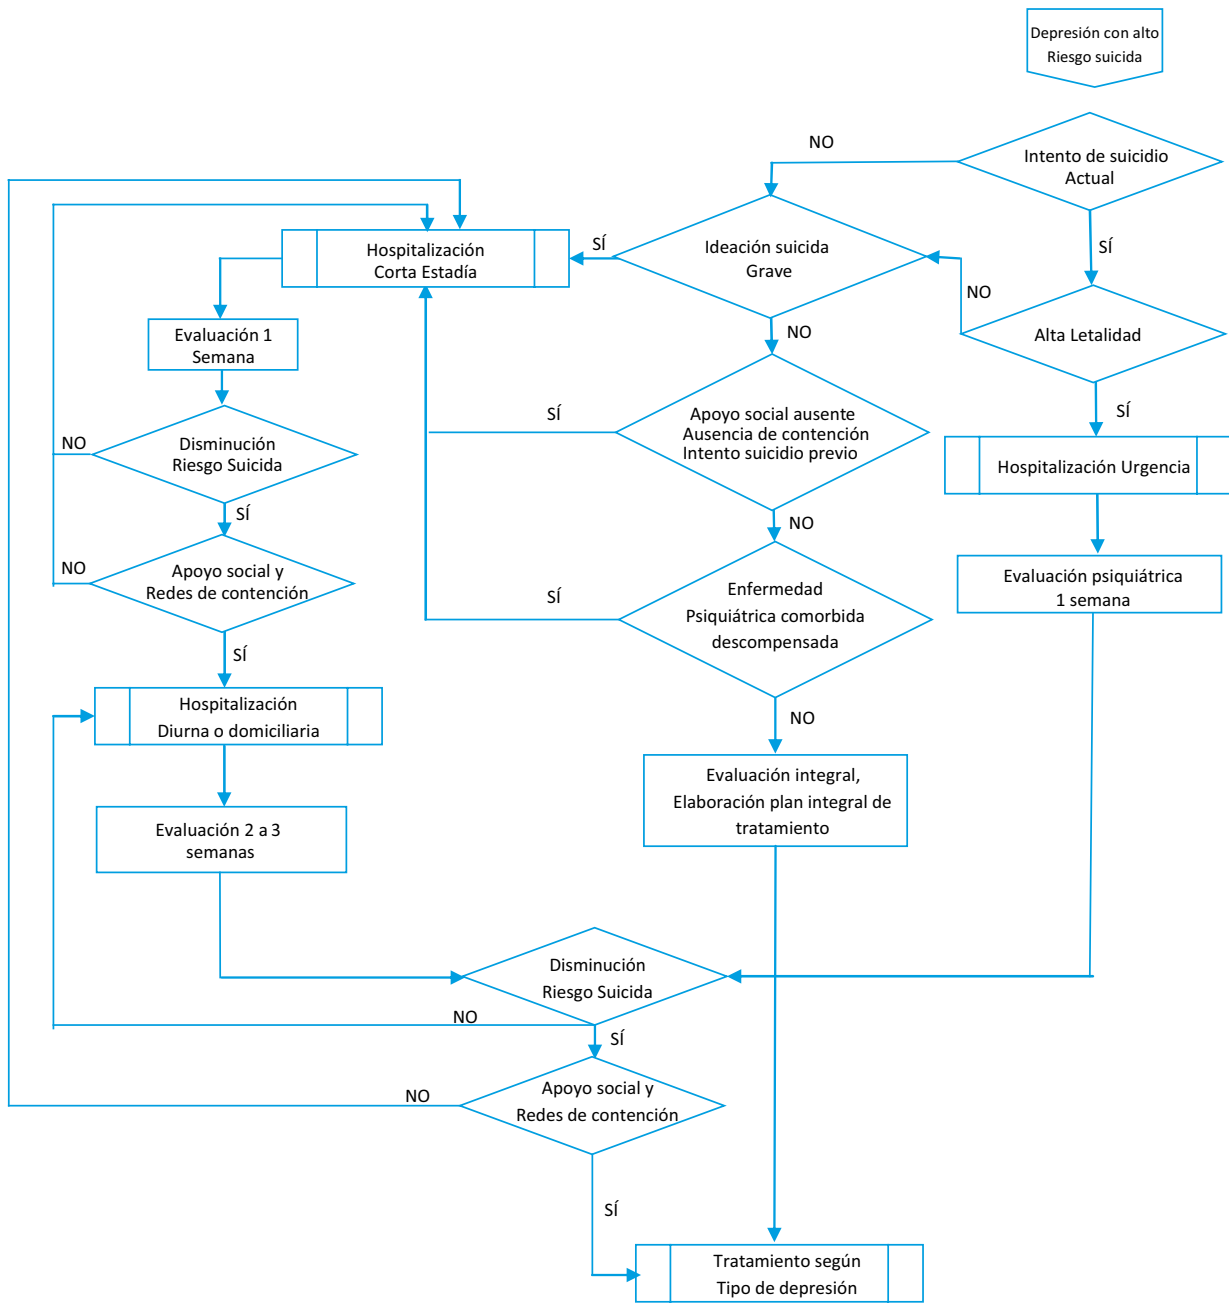 Depresión con alto
Riesgo suicida
NO
Intento de suicidio
Actual
SÍ
Hospitalización
Corta Estadía
SÍ
Ideación suicida
Grave
NO
NO
Alta Letalidad
SÍ
Evaluación 1
Semana
SÍ
Apoyo social ausente
Ausencia de contención
Intento suicidio previo
NO
Hospitalización Urgencia
NO
Disminución
Riesgo Suicida
SÍ
NO
Apoyo social y
Redes de contención
SÍ
SÍ
Enfermedad
Psiquiátrica comorbida
descompensada
NO
Evaluación psiquiátrica
1 semana
Hospitalización
Diurna o domiciliaria
Evaluación integral,
Elaboración plan integral de
tratamiento
Evaluación 2 a 3
semanas
Disminución
Riesgo Suicida
NO
SÍ
NO
Apoyo social y
Redes de contención
SÍ
Tratamiento según
Tipo de depresión